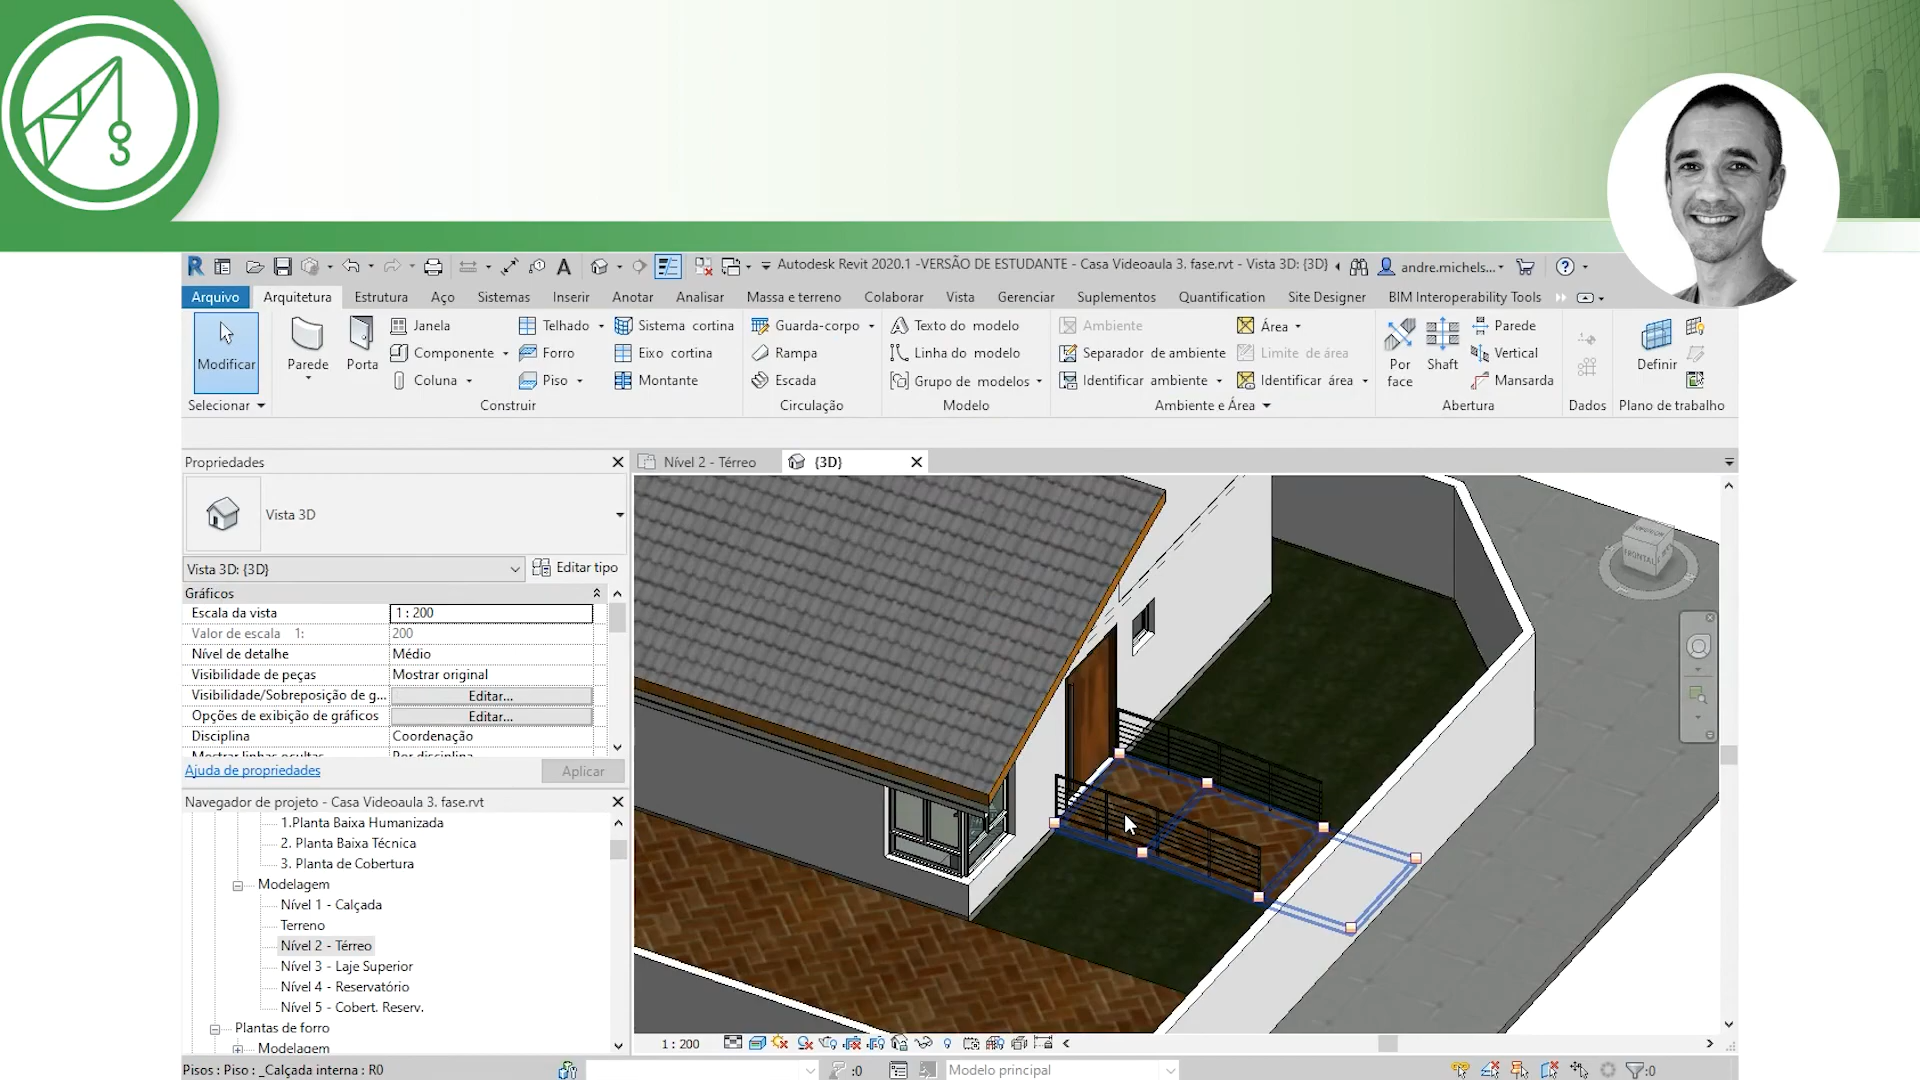 Autodesk Revit 2020.1 -VERSÃO DE ESTUDANTE - Casa Videoaula 3. fase.rvt - Vista 3D: {3D}
andre.michels...
Arquivo Arquitetura Estrutura Aço Sistemas Inserir Anotar Analisar Massa e terreno Colaborar Vista Gerenciar Suplementos Quantification Site Designer BIM Interoperability Tools
Modificar
Selecionar
Parede
Porta
Janela
Componente
Coluna
Telhado
Forro
Piso
Sistema cortina
Eixo cortina
Montante
Construir
Guarda-corpo
Rampa
Escada
Circulação
Texto do modelo
Linha do modelo
Grupo de modelos
Modelo
Ambiente
Separador de ambiente
Identificar ambiente
Área
Limite de área
Identificar área
Ambiente e Área
Por face
Shaft
Parede
Vertical
Mansarda
Abertura
Dados
Definir
Plano de trabalho
Propriedades
Vista 3D
Vista 3D: {3D}
Editar tipo
Gráficos
Escala da vista 1 : 200
Valor de escala 1: 200
Nível de detalhe Médio
Visibilidade de peças Mostrar original
Visibilidade/Sobreposição de g... Editar...
Opções de exibição de gráficos Editar...
Disciplina Coordenação
Mostrar linhas ocultas Por disciplina
Ajuda de propriedades
Aplicar
Navegador de projeto - Casa Videoaula 3. fase.rvt
1.Planta Baixa Humanizada
2. Planta Baixa Técnica
3. Planta de Cobertura
Modelagem
Nível 1 - Calçada
Terreno
Nível 2 - Térreo
Nível 3 - Laje Superior
Nível 4 - Reservatório
Nível 5 - Cobert. Reserv.
Plantas de forro
Modelagem
Nível 2 - Térreo
{3D}
FRONTAL
1 : 200
Pisos : Piso : _Calçada interna : R0
:0
Modelo principal
:0